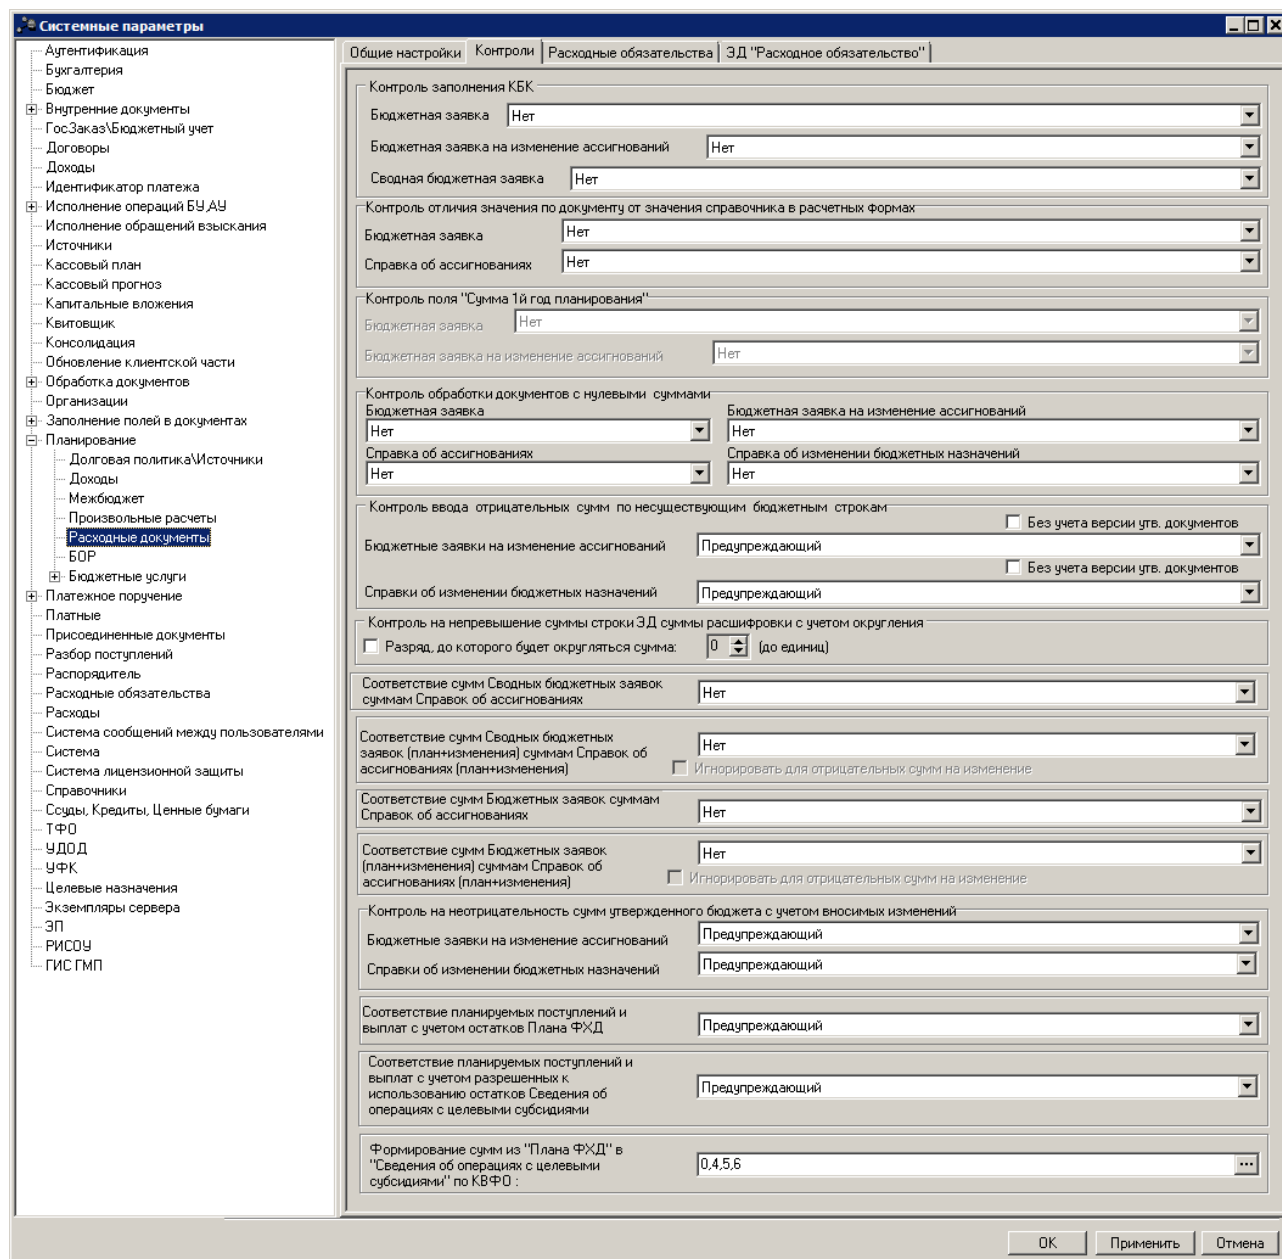 Системные параметры
Аутентификация
Бухгалтерия
Бюджет
Внутренние документы
ГосЗаказ\Бюджетный учет
Договоры
Доходы
Идентификатор платежа
Исполнение операций БУ,АУ
Исполнение обращений взыскания
Источники
Кассовый план
Кассовый прогноз
Капитальные вложения
Квитовщик
Консолидация
Обновление клиентской части
Обработка документов
Организации
Заполнение полей в документах
Планирование
Долговая политика\Источники
Доходы
Межбюджет
Произвольные расчеты
Расходные документы
БОР
Бюджетные услуги
Платежное поручение
Платные
Присоединенные документы
Разбор поступлений
Распорядитель
Расходные обязательства
Расходы
Система сообщений между пользователями
Система
Система лицензионной защиты
Справочники
Ссуды, Кредиты, Ценные бумаги
ТФО
УДОД
УФК
Целевые назначения
Экземпляры сервера
ЭП
РИСОУ
ГИС ГМП
Общие настройки Контроли Расходные обязательства ЭД "Расходное обязательство"
Контроль заполнения КБК
Бюджетная заявка Нет
Бюджетная заявка на изменение ассигнований Нет
Сводная бюджетная заявка Нет
Контроль отличия значения по документу от значения справочника в расчетных формах
Бюджетная заявка Нет
Справка об ассигнованиях Нет
Контроль поля "Сумма 1й год планирования"
Бюджетная заявка Нет
Бюджетная заявка на изменение ассигнований Нет
Контроль обработки документов с нулевыми суммами
Бюджетная заявка Бюджетная заявка на изменение ассигнований
Нет Нет
Справка об ассигнованиях Справка об изменении бюджетных назначений
Нет Нет
Контроль ввода отрицательных сумм по несуществующим бюджетным строкам
Без учета версии утв. документов
Бюджетные заявки на изменение ассигнований Предупреждающий
Без учета версии утв. документов
Справки об изменении бюджетных назначений Предупреждающий
Контроль на непревышение суммы строки ЭД суммы расшифровки с учетом округления
Разряд, до которого будет округляться сумма: 0 (до единиц)
Соответствие сумм Сводных бюджетных заявок
суммам Справок об ассигнованиях
Нет
Соответствие сумм Сводных бюджетных
заявок (план+изменения) суммам Справок об
ассигнованиях (план+изменения)
Нет
Игнорировать для отрицательных сумм на изменение
Соответствие сумм Бюджетных заявок суммам
Справок об ассигнованиях
Нет
Соответствие сумм Бюджетных заявок
(план+изменения) суммам Справок об
ассигнованиях (план+изменения)
Нет
Игнорировать для отрицательных сумм на изменение
Контроль на неотрицательность сумм утвержденного бюджета с учетом вносимых изменений
Бюджетные заявки на изменение ассигнований Предупреждающий
Справки об изменении бюджетных назначений Предупреждающий
Соответствие планируемых поступлений и
выплат с учетом остатков Плана ФХД
Предупреждающий
Соответствие планируемых поступлений и
выплат с учетом разрешенных к
использованию остатков Сведения об
операциях с целевыми субсидиями
Предупреждающий
Формирование сумм из "Плана ФХД" в
"Сведения об операциях с целевыми
субсидиями" по КВФО :
0,4,5,6
...
OK Применить Отмена